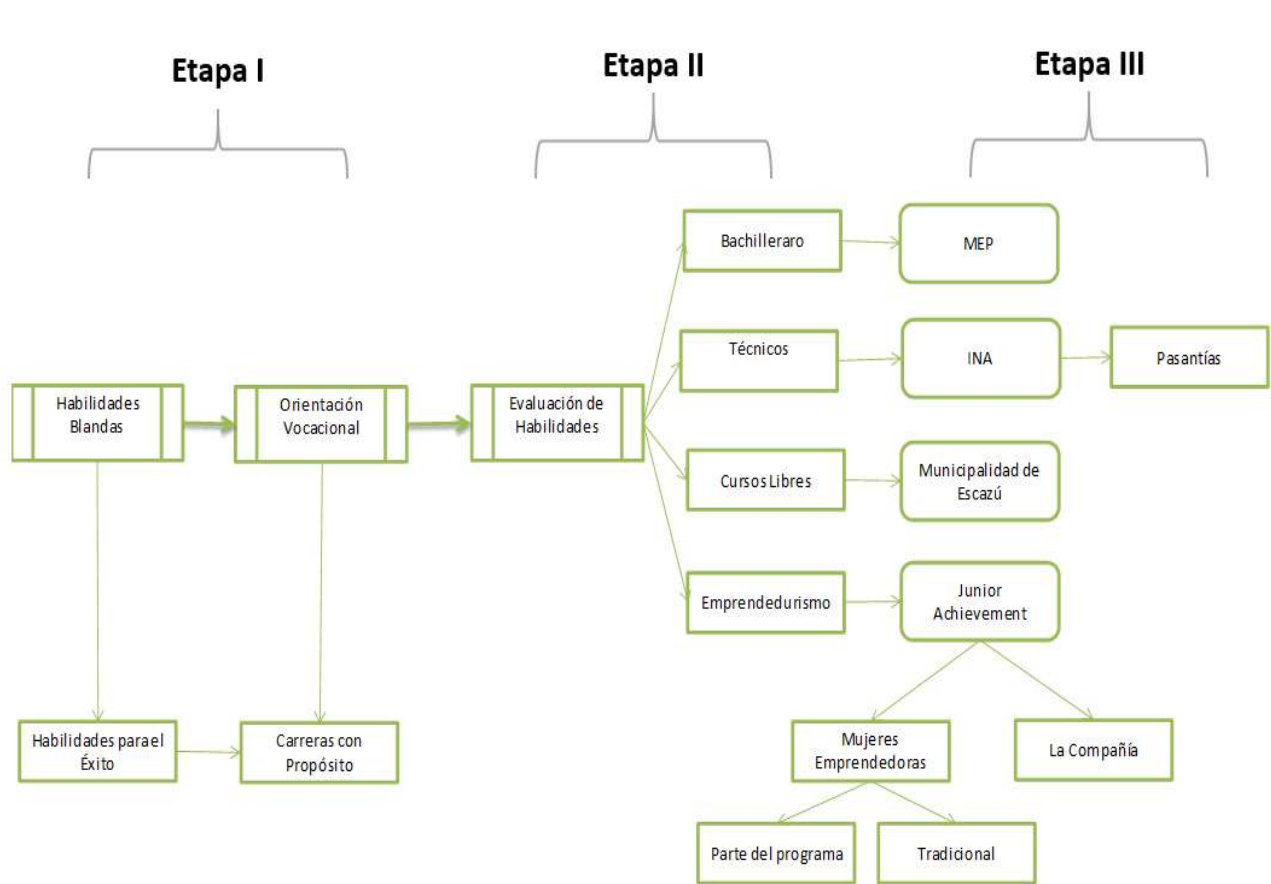 Etapa I
Etapa II
Etapa III
Bachilleraro
MEP
Técnicos
INA
Pasantías
Habilidades
Blandas
Orientación
Vocacional
Evaluación de
Habilidades
Cursos Libres
Municipalidad de
Escazú
Emprendedurismo
Junior
Achievement
Habilidades para el
Éxito
Carreras con
Propósito
Mujeres
Emprendedoras
La Compañía
Parte del programa
Tradicional